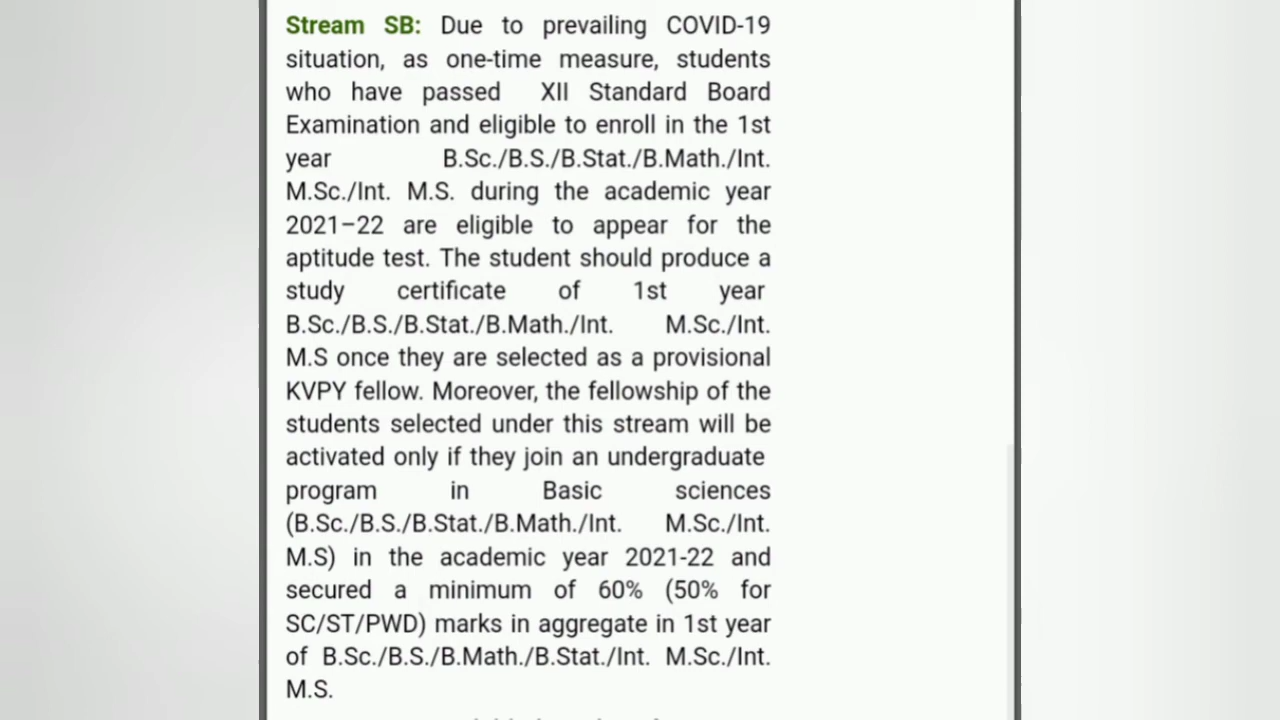 Stream SB: Due to prevailing COVID-19
situation, as one-time measure, students
who have passed XII Standard Board
Examination and eligible to enroll in the 1st
year B.Sc./B.S./B.Stat./B.Math./Int.
M.Sc./Int. M.S. during the academic year
2021–22 are eligible to appear for the
aptitude test. The student should produce a
study certificate of 1st year
B.Sc./B.S./B.Stat./B.Math./Int. M.Sc./Int.
M.S once they are selected as a provisional
KVPY fellow. Moreover, the fellowship of the
students selected under this stream will be
activated only if they join an undergraduate
program in Basic sciences
(B.Sc./B.S./B.Stat./B.Math./Int. M.Sc./Int.
M.S) in the academic year 2021-22 and
secured a minimum of 60% (50% for
SC/ST/PWD) marks in aggregate in 1st year
of B.Sc./B.S./B.Math./B.Stat./Int. M.Sc./Int.
M.S.